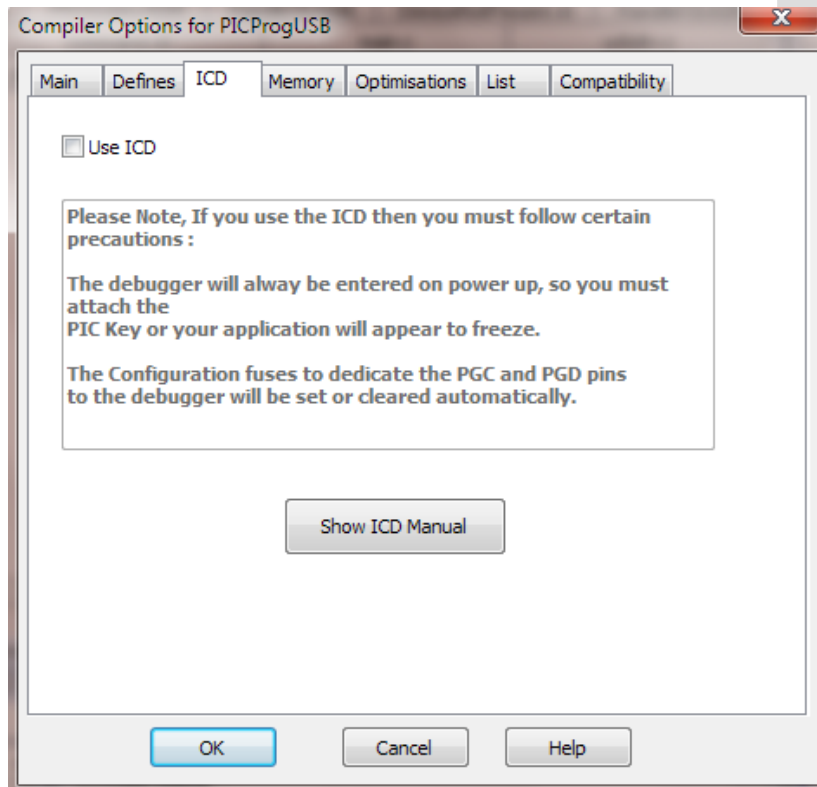 Compiler Options for PICProgUSB
x
Main Defines ICD Memory Optimisations List Compatibility
Use ICD
Please Note, If you use the ICD then you must follow certain
precautions :
The debugger will alway be entered on power up, so you must
attach the
PIC Key or your application will appear to freeze.
The Configuration fuses to dedicate the PGC and PGD pins
to the debugger will be set or cleared automatically.
Show ICD Manual
OK Cancel Help